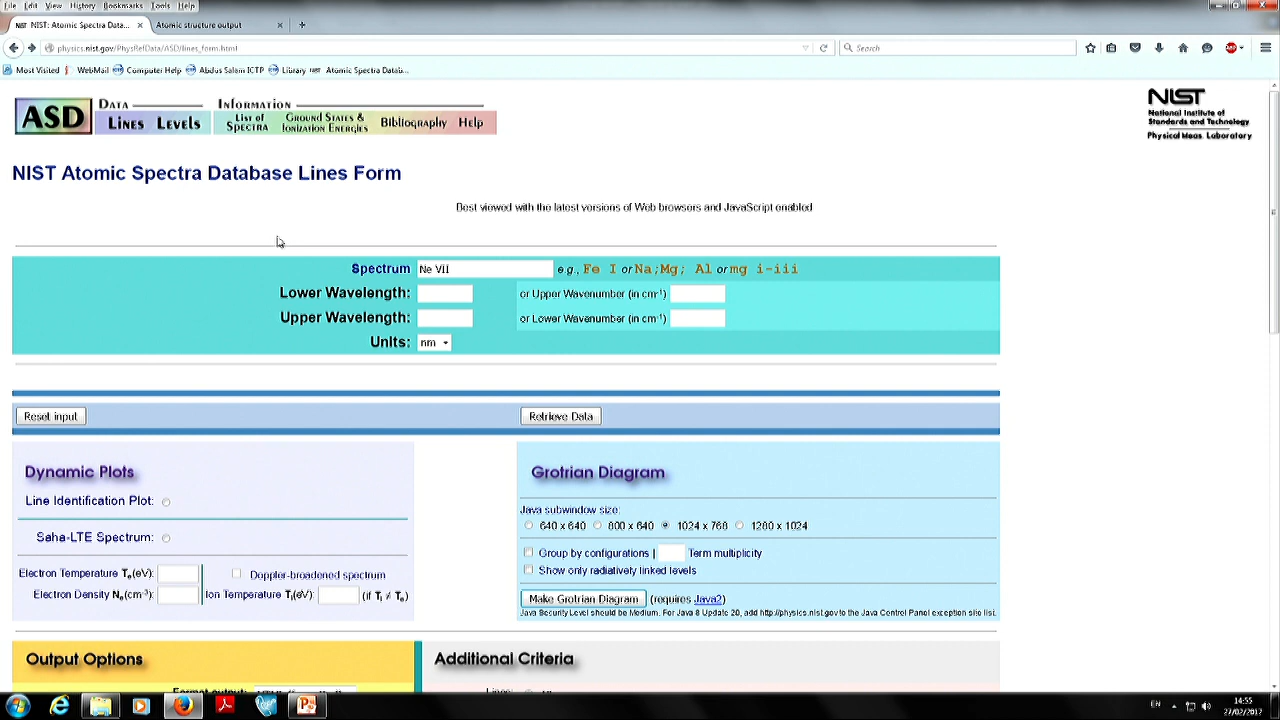 File Edit View History Bookmarks Tools Help
NIST NIST: Atomic Spectra Data... × Atomic structure output × +
physics.nist.gov/PhysRefData/ASD/lines_form.html Search
Most Visited WebMail Computer Help Abdus Salam ICTP Library NIST Atomic Spectra Datab...
ASD
DATA
LINES LEVELS
INFORMATION
List of SPECTRA
GROUND STATES & IONIZATION ENERGIES
Bibliography
Help
NIST
National Institute of
Standards and Technology
Physical Meas. Laboratory
NIST Atomic Spectra Database Lines Form
Best viewed with the latest versions of Web browsers and JavaScript enabled
Spectrum Ne VII e.g., Fe I or Na;Mg; Al or mg i-iii
Lower Wavelength: or Upper Wavenumber (in cm⁻¹)
Upper Wavelength: or Lower Wavenumber (in cm⁻¹)
Units: nm
Reset input Retrieve Data
Dynamic Plots
Line Identification Plot:
Saha-LTE Spectrum:
Electron Temperature Tₑ(eV): Doppler-broadened spectrum
Electron Density Nₑ(cm⁻³): Ion Temperature Tᵢ(eV): (if Tᵢ ≠ Tₑ)
Grotrian Diagram
Java subwindow size:
640 x 640 800 x 640 1024 x 768 1280 x 1024
Group by configurations | Term multiplicity
Show only radiatively linked levels
Make Grotrian Diagram (requires Java2)
Java Security Level should be Medium. For Java 8 Update 20, add http://physics.nist.gov to the Java Control Panel exception site list.
Output Options
Additional Criteria
Format output:
Lines:
EN 14:55
27/02/2017